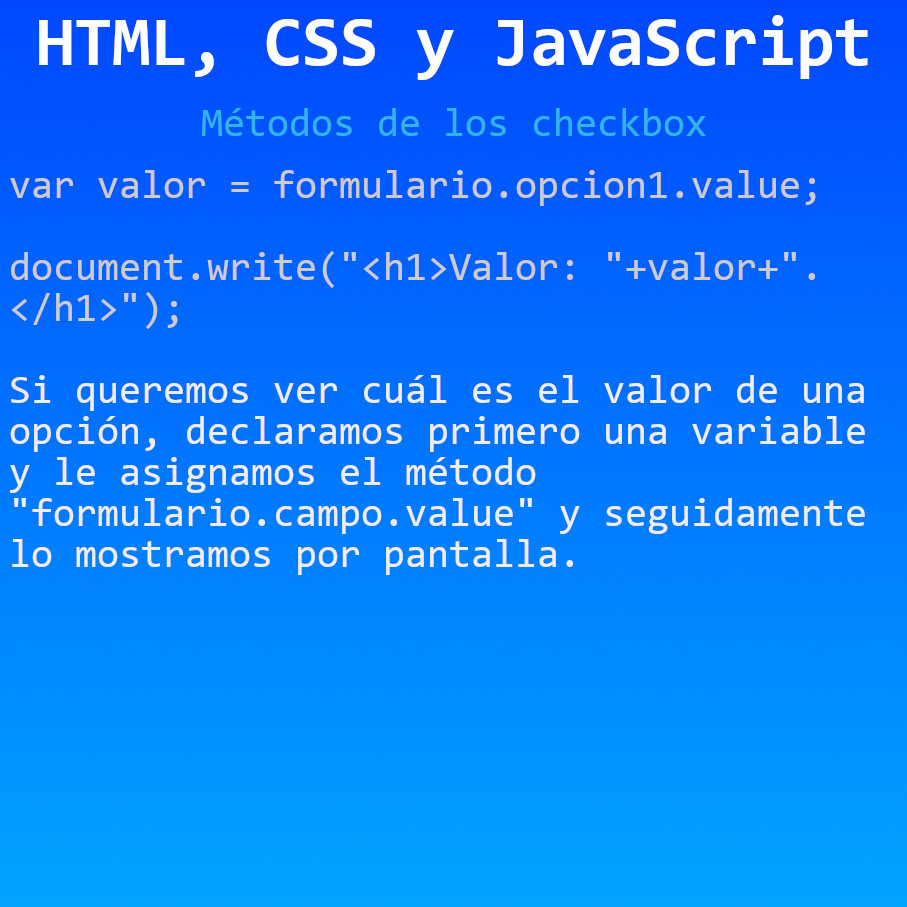 HTML, CSS y JavaScript
Métodos de los checkbox
var valor = formulario.opcion1.value;
document.write("<h1>Valor: "+valor+".
</h1>");
Si queremos ver cuál es el valor de una
opción, declaramos primero una variable
y le asignamos el método
"formulario.campo.value" y seguidamente
lo mostramos por pantalla.